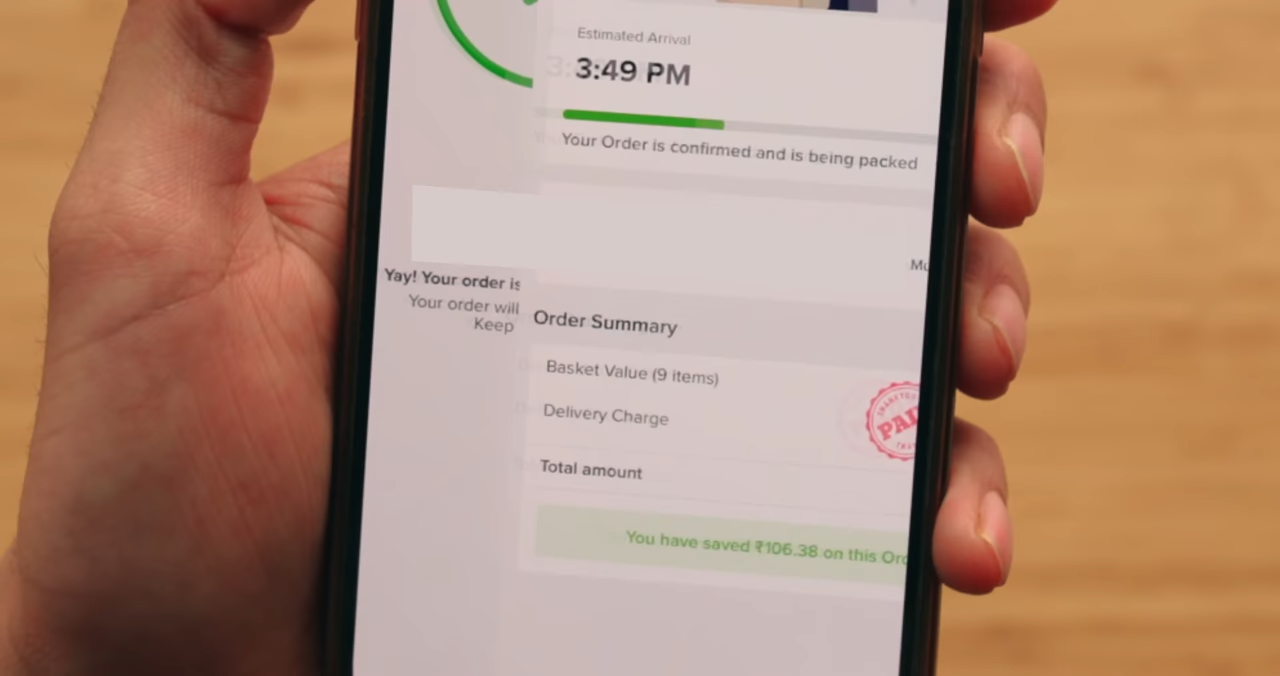 Estimated Arrival
3:49 PM
Your Order is confirmed and is being packed
Yay! Your order is
Your order will
Keep
Order Summary
Basket Value (9 items)
Delivery Charge
Total amount
You have saved ₹106.38 on this